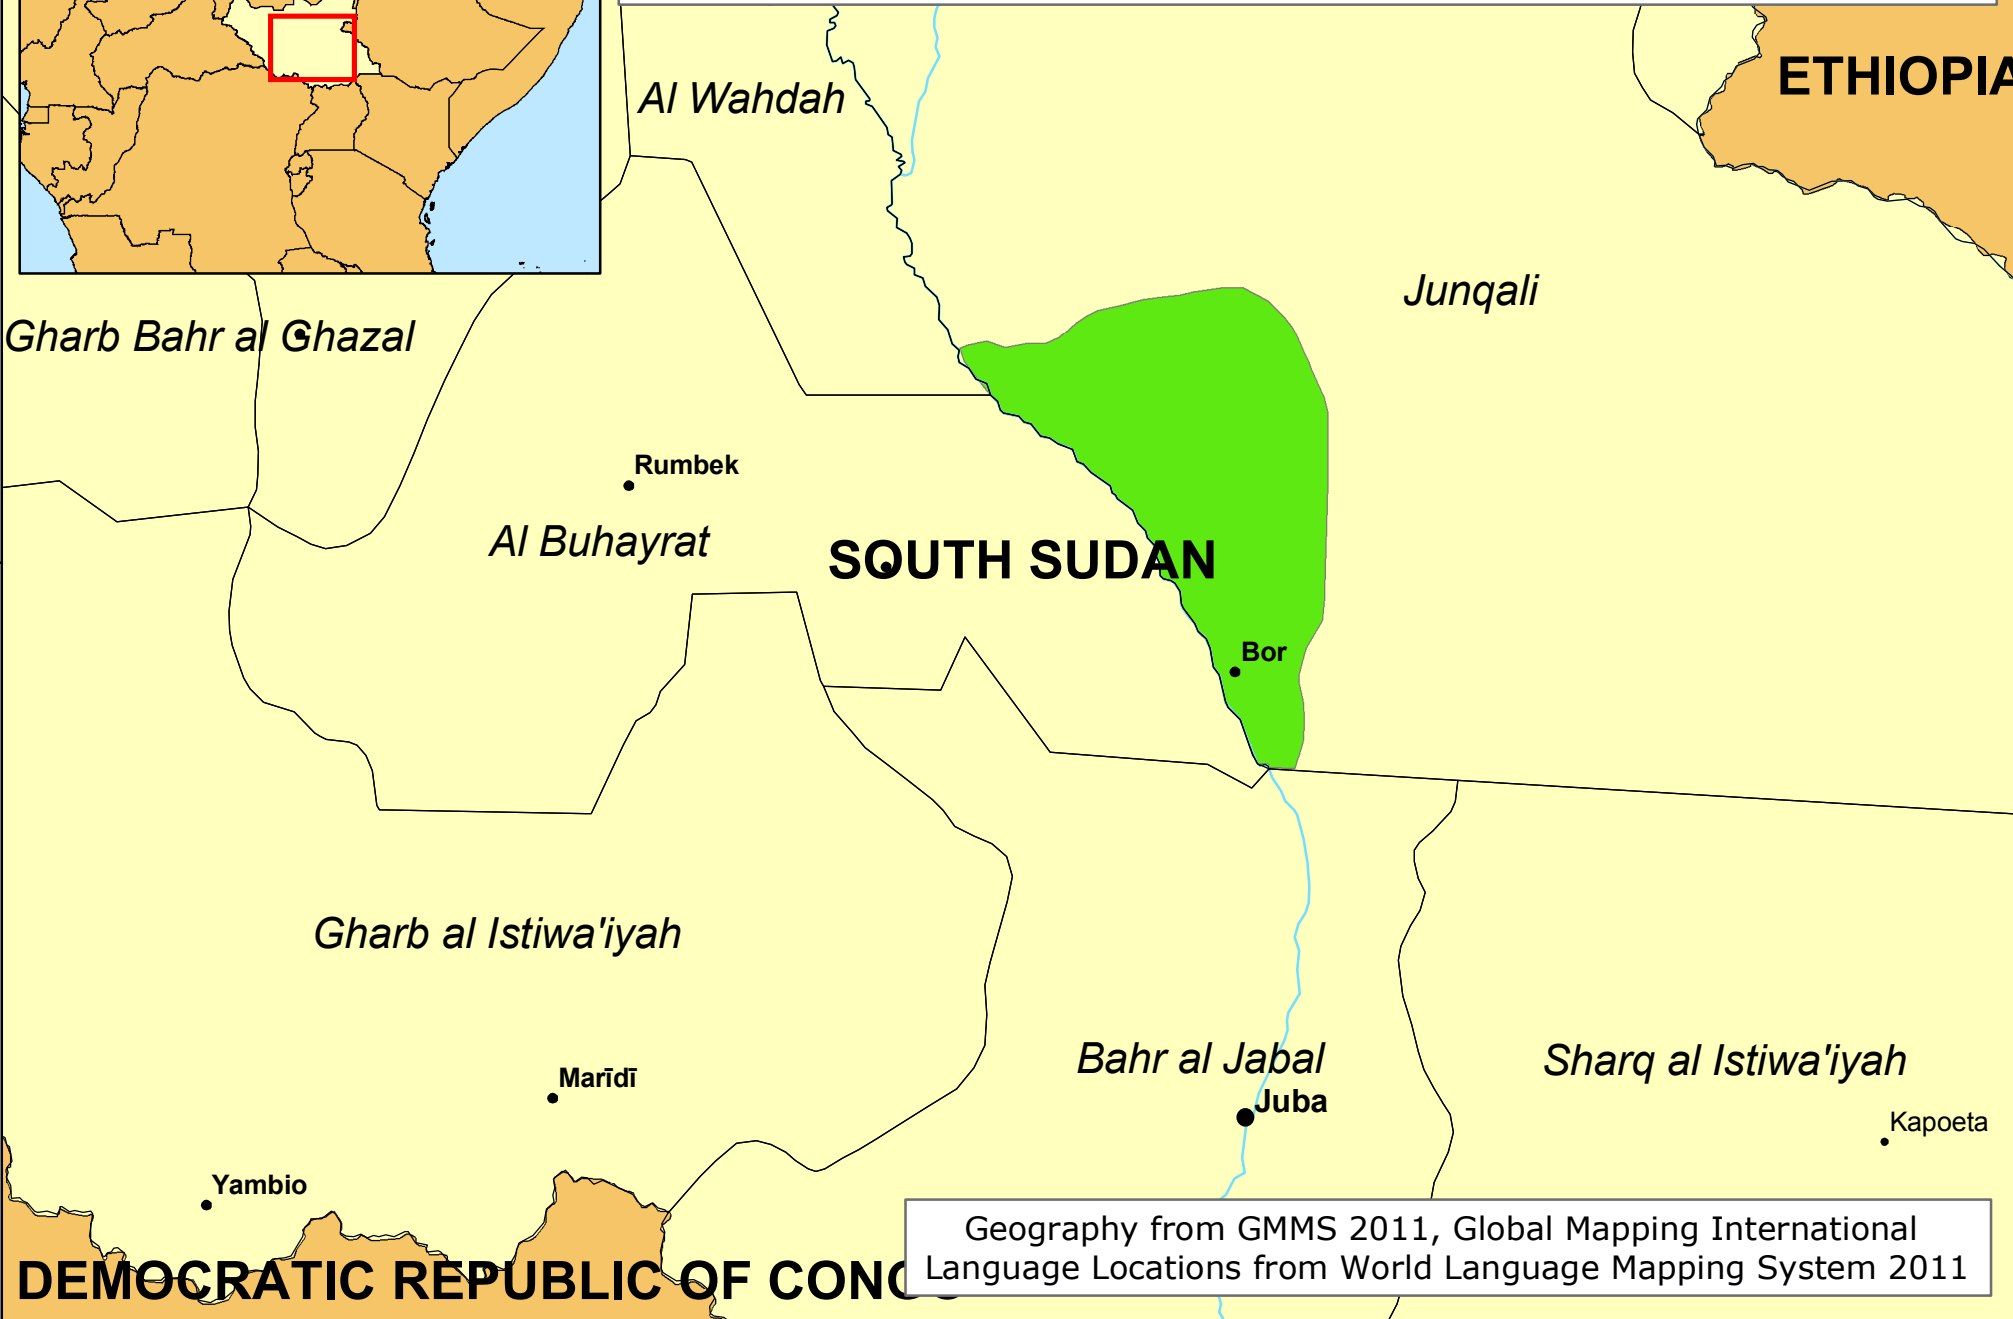 ETHIOPIA
Al Wahdah
Junqali
Gharb Bahr al Ghazal
Rumbek
Al Buhayrat
SOUTH SUDAN
Bor
Gharb al Istiwa'iyah
Bahr al Jabal
Sharq al Istiwa'iyah
Marīdī
Juba
Kapoeta
Yambio
Geography from GMMS 2011, Global Mapping International
Language Locations from World Language Mapping System 2011
DEMOCRATIC REPUBLIC OF CONGO